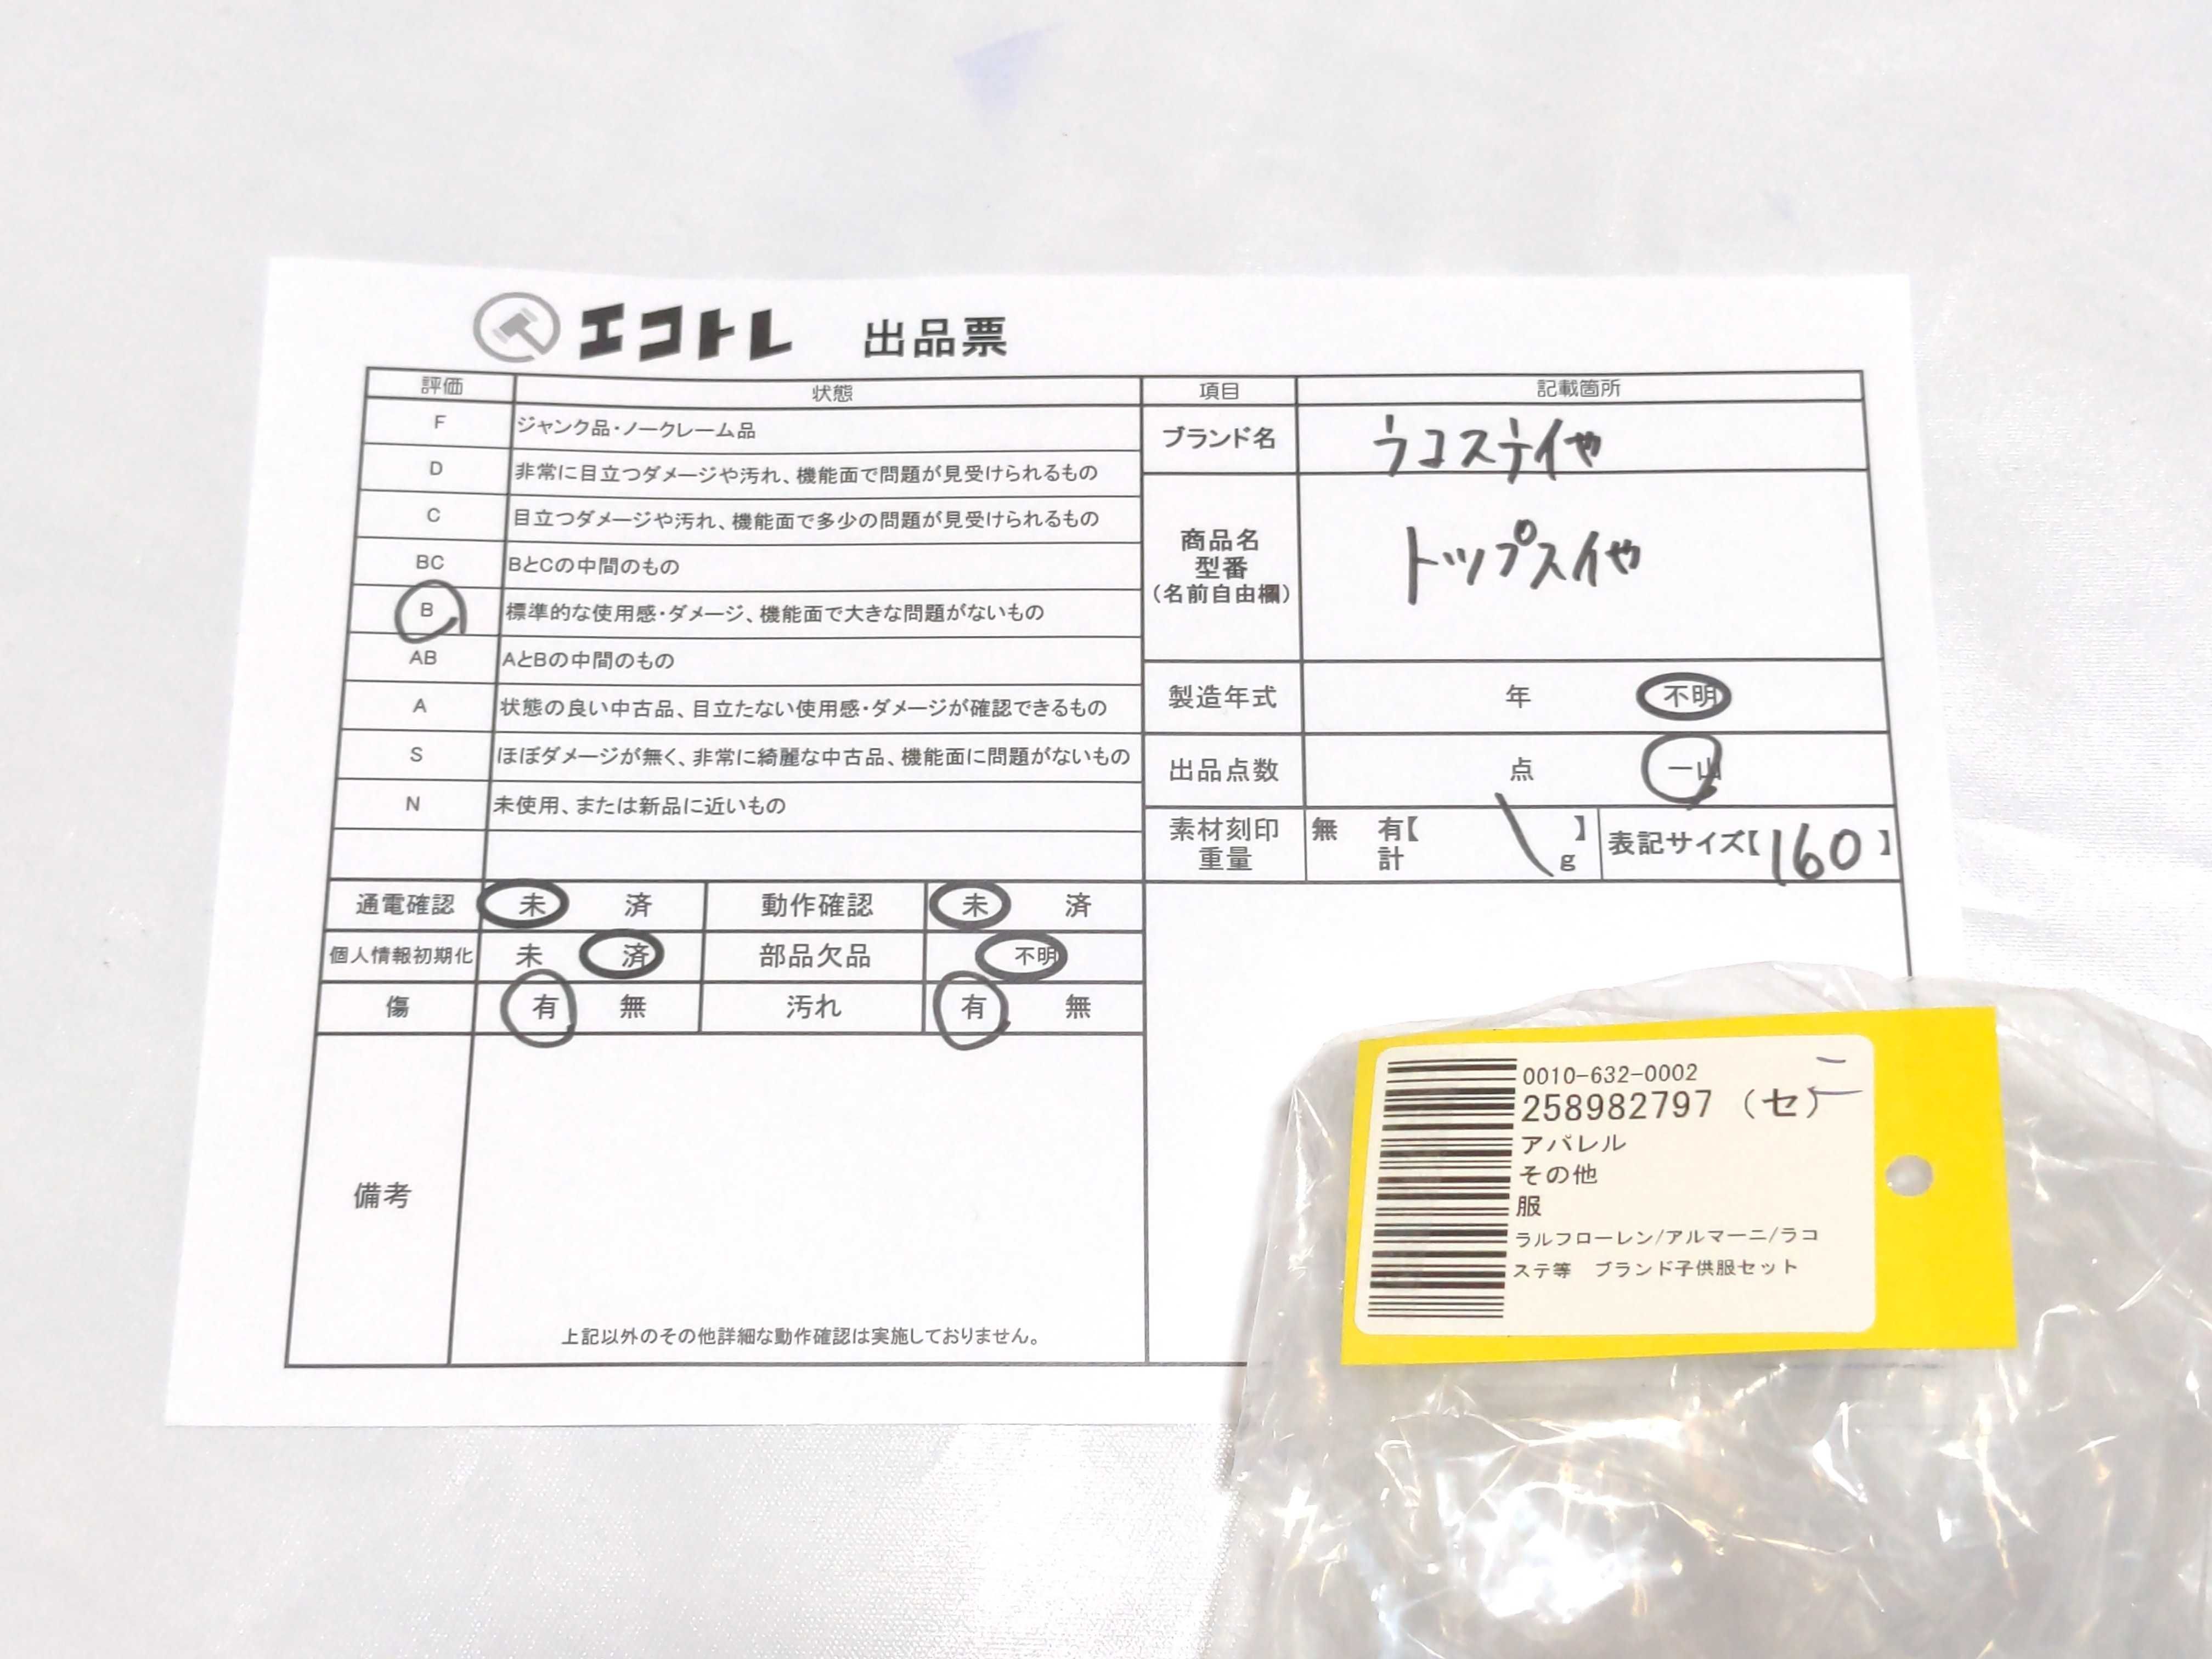 エコトレ 出品票
評価 状態
F ジャンク品・ノークレーム品
D 非常に目立つダメージや汚れ、機能面で問題が見受けられるもの
C 目立つダメージや汚れ、機能面で多少の問題が見受けられるもの
BC BとCの中間のもの
B 標準的な使用感・ダメージ、機能面で大きな問題がないもの
AB AとBの中間のもの
A 状態の良い中古品、目立たない使用感・ダメージが確認できるもの
S ほぼダメージが無く、非常に綺麗な中古品、機能面に問題がないもの
N 未使用、または新品に近いもの
項目 記載箇所
ブランド名 ラコステ
商品名
型番
(名前自由欄)
トップス
製造年式 年 不明
出品点数 点 一山
素材刻印 無 有【 】
重量 計 g
表記サイズ【160】
通電確認 未 済 動作確認 未 済
個人情報初期化 未 済 部品欠品 不明
傷 有 無 汚れ 有 無
備考
上記以外のその他詳細な動作確認は実施しておりません。
0010-632-0002
258982797 (セ)
アパレル
その他
服
ラルフローレン/アルマーニ/ラコ
ステ等 ブランド子供服セット